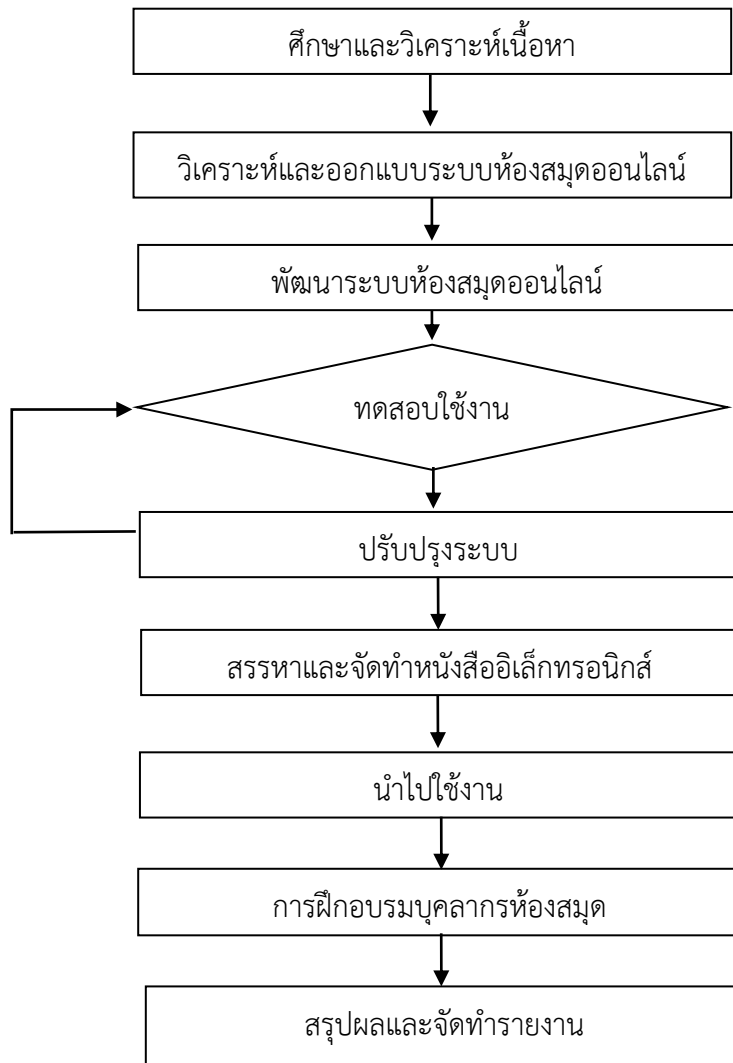 ศึกษาและวิเคราะห์เนื้อหา
วิเคราะห์และออกแบบระบบห้องสมุดออนไลน์
พัฒนาระบบห้องสมุดออนไลน์
ทดสอบใช้งาน
ปรับปรุงระบบ
สรรหาและจัดทำหนังสืออิเล็กทรอนิกส์
นำไปใช้งาน
การฝึกอบรมบุคลากรห้องสมุด
สรุปผลและจัดทำรายงาน